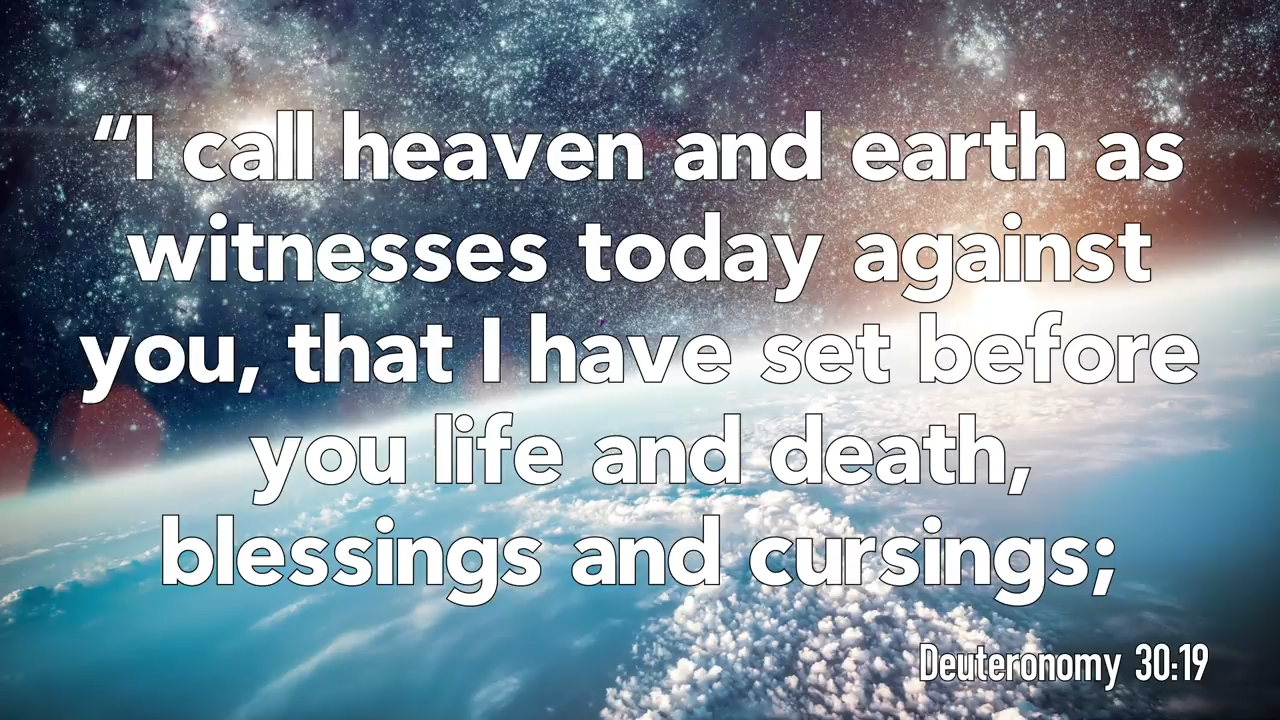 “I call heaven and earth as
witnesses today against
you, that I have set before
you life and death,
blessings and cursings;
Deuteronomy 30:19